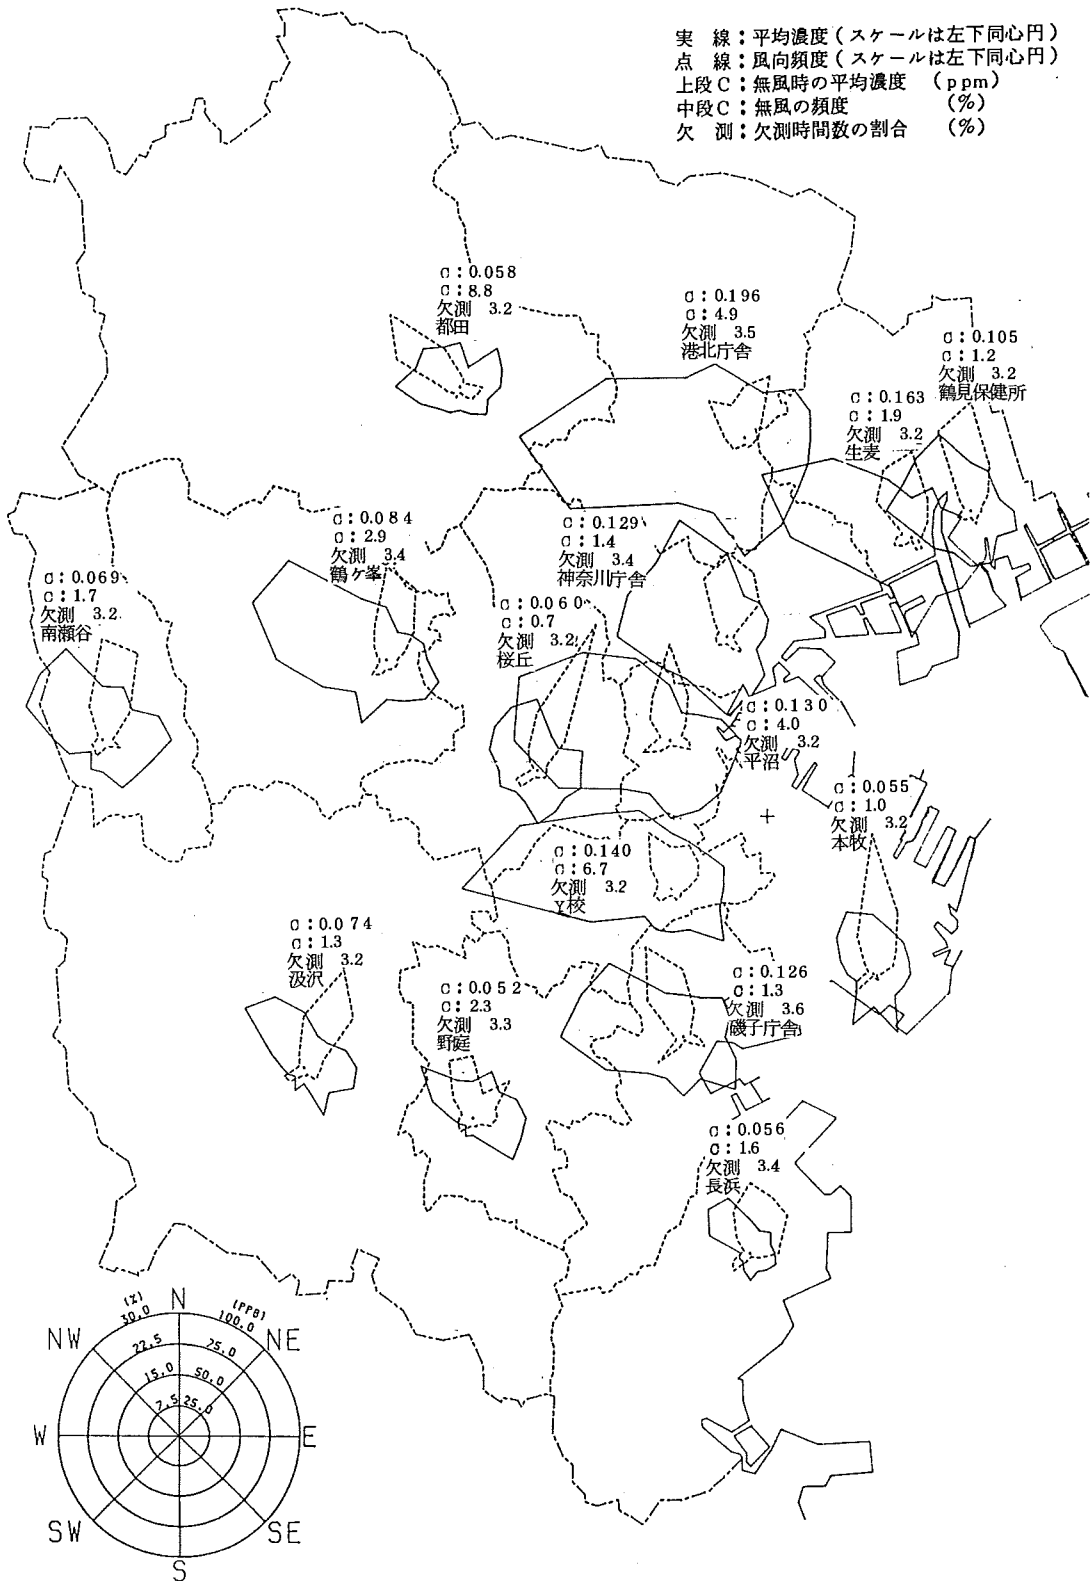 実 線：平均濃度（スケールは左下同心円）
点 線：風向頻度（スケールは左下同心円）
上段C：無風時の平均濃度 （ppm）
中段C：無風の頻度 （%）
欠 測：欠測時間数の割合 （%）
C：0.058
C：8.8
欠測 3.2
都田
C：0.196
C：4.9
欠測 3.5
港北庁舎
C：0.105
C：1.2
欠測 3.2
鶴見保健所
C：0.163
C：1.9
欠測 3.2
生麦
C：0.084
C：2.9
欠測 3.4
鶴ケ峯
C：0.129
C：1.4
欠測 3.4
神奈川庁舎
C：0.069
C：1.7
欠測 3.2
南瀬谷
C：0.060
C：0.7
欠測 3.2
桜丘
C：0.130
C：4.0
欠測 3.2
平沼
C：0.055
C：1.0
欠測 3.2
本牧
C：0.140
C：6.7
欠測 3.2
Y校
C：0.074
C：1.3
欠測 3.2
汲沢
C：0.052
C：2.3
欠測 3.3
野庭
C：0.126
C：1.3
欠測 3.6
磯子庁舎
C：0.056
C：1.6
欠測 3.4
長浜
(%) N (PPB)
30.0 100.0
NW 22.5 75.0 NE
15.0 50.0
7.5 25.0
W E
SW SE
S